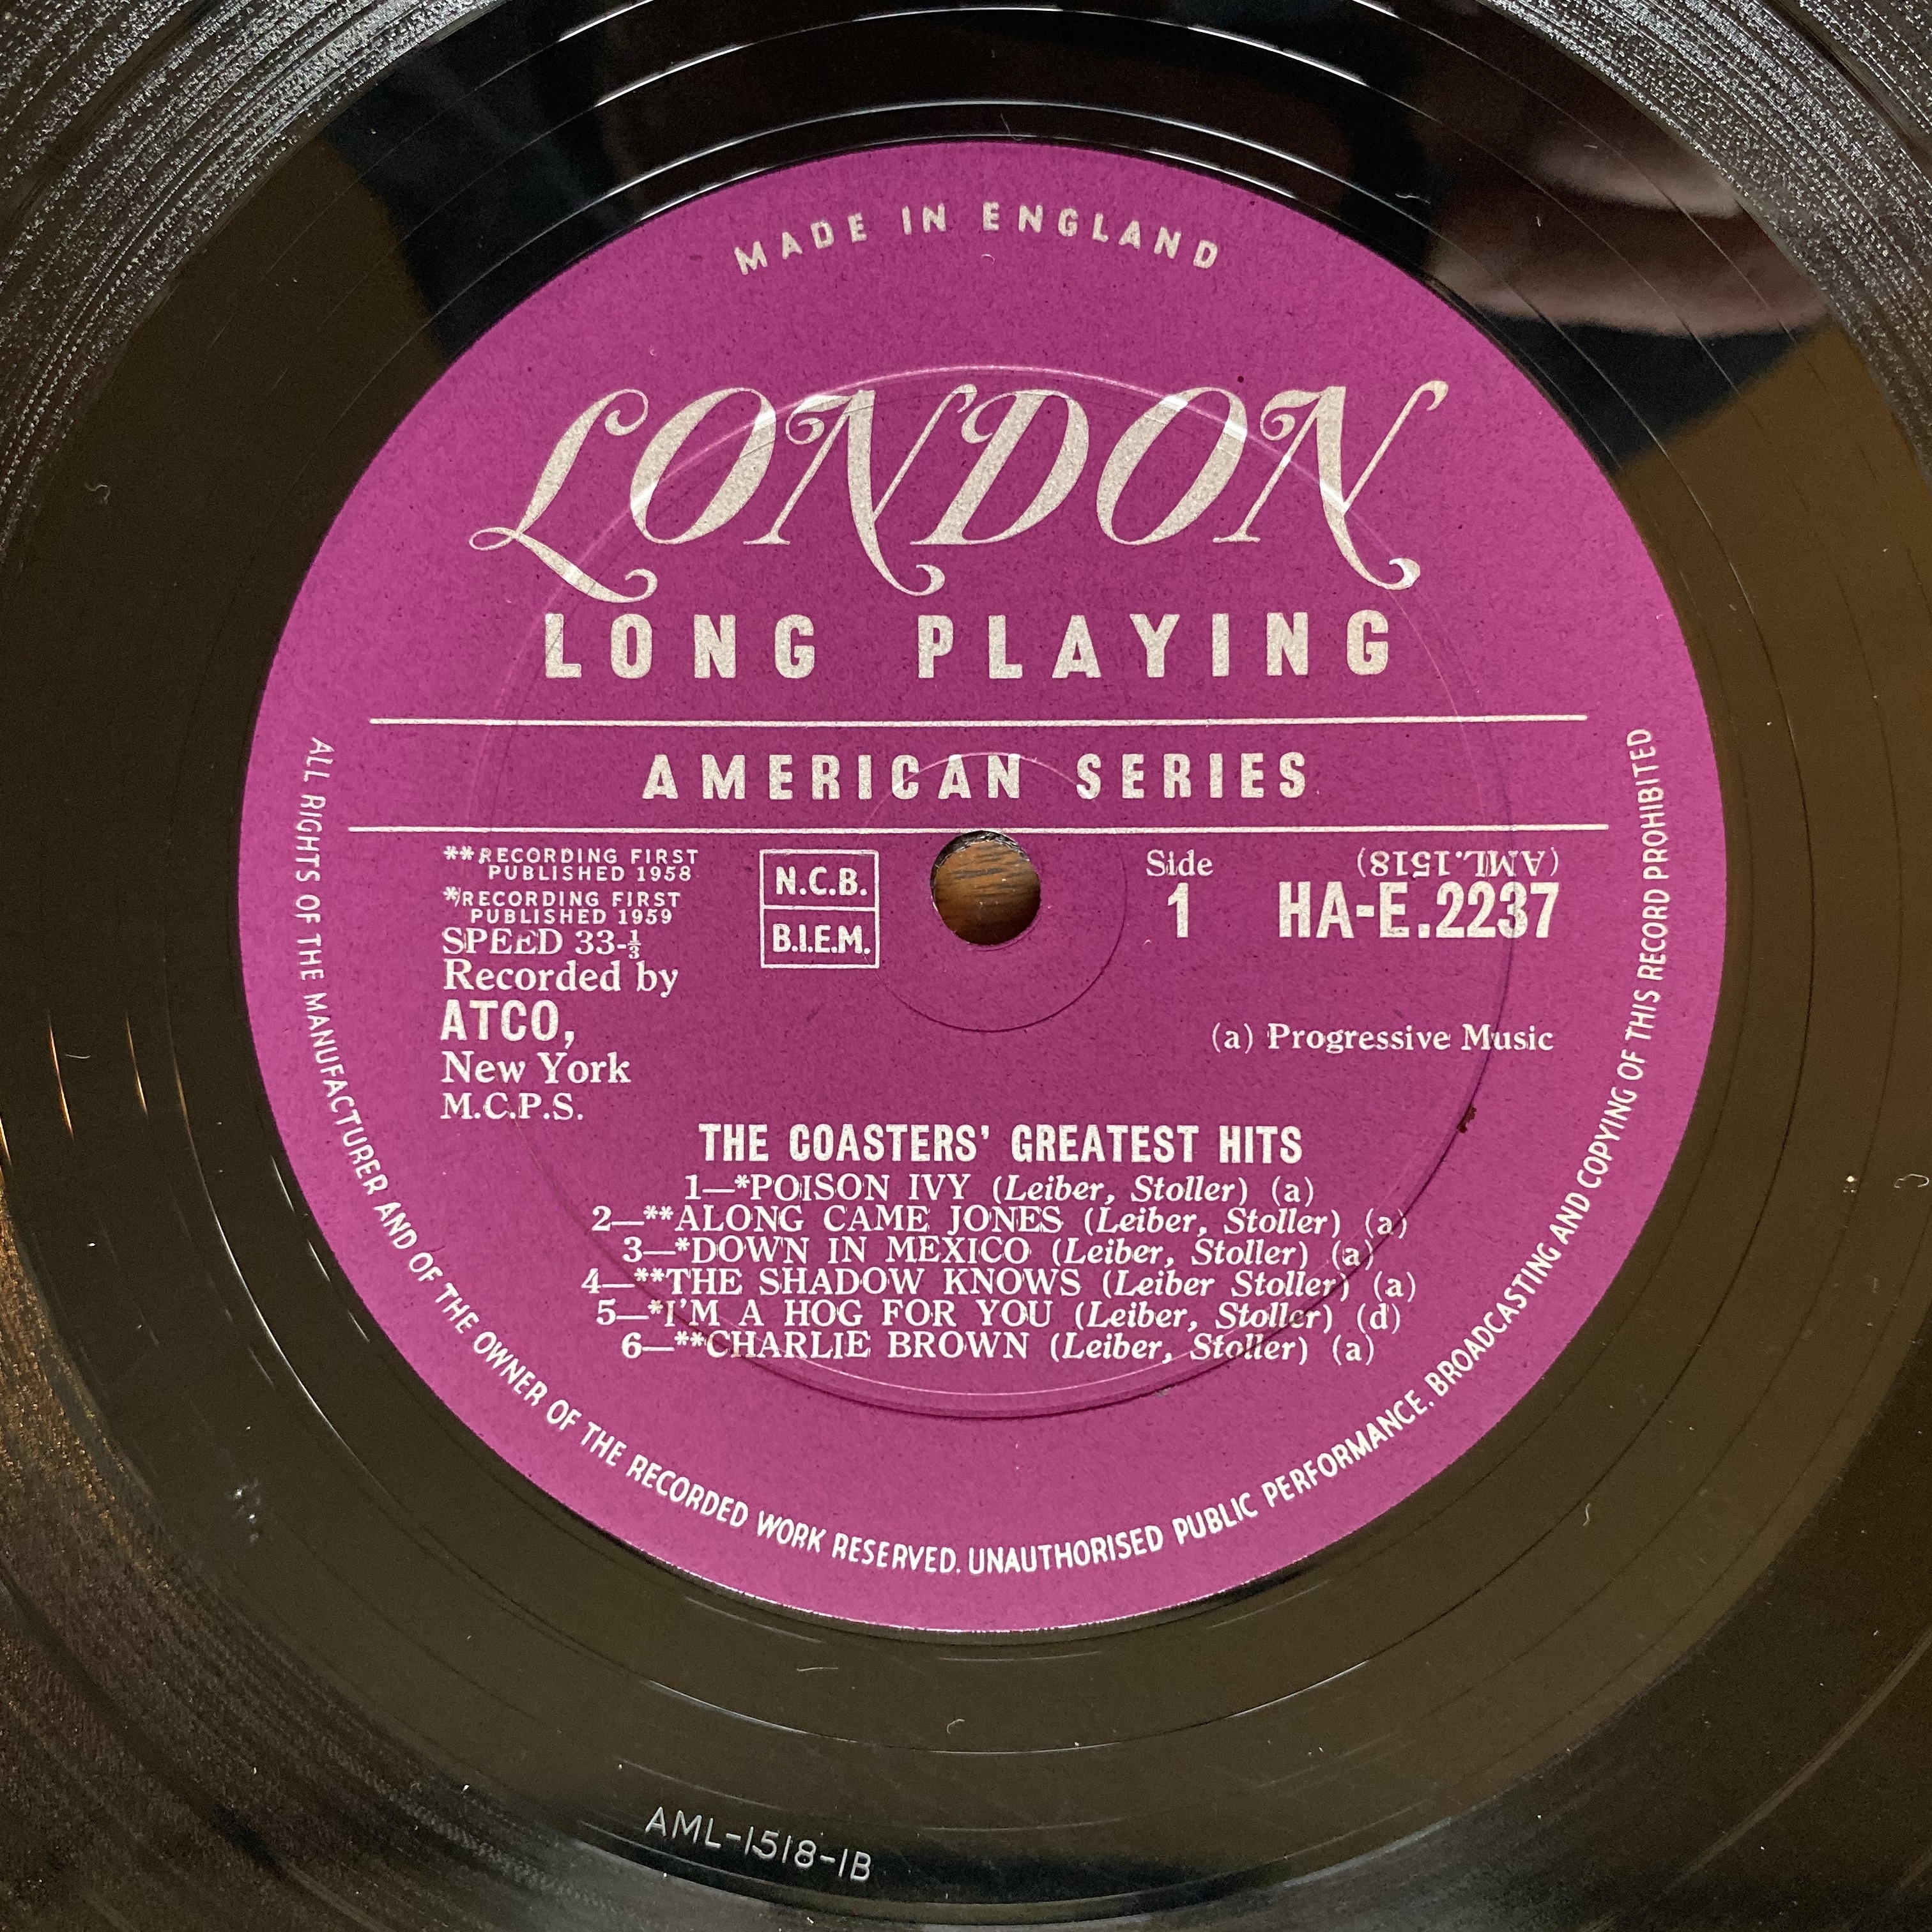 MADE IN ENGLAND
LONDON
LONG PLAYING
AMERICAN SERIES
**RECORDING FIRST
PUBLISHED 1958
*RECORDING FIRST
PUBLISHED 1959
SPEED 33-⅓
Recorded by
ATCO,
New York
M.C.P.S.
N.C.B.
B.I.E.M.
Side
1
(AML.1518)
HA-E.2237
(a) Progressive Music
THE COASTERS' GREATEST HITS
1—*POISON IVY (Leiber, Stoller) (a)
2—**ALONG CAME JONES (Leiber, Stoller) (a)
3—*DOWN IN MEXICO (Leiber, Stoller) (a)
4—**THE SHADOW KNOWS (Leiber Stoller) (a)
5—*I'M A HOG FOR YOU (Leiber, Stoller) (d)
6—**CHARLIE BROWN (Leiber, Stoller) (a)
ALL RIGHTS OF THE MANUFACTURER AND OF THE OWNER OF THE RECORDED WORK RESERVED. UNAUTHORISED PUBLIC PERFORMANCE, BROADCASTING AND COPYING OF THIS RECORD PROHIBITED
AML-1518-1B